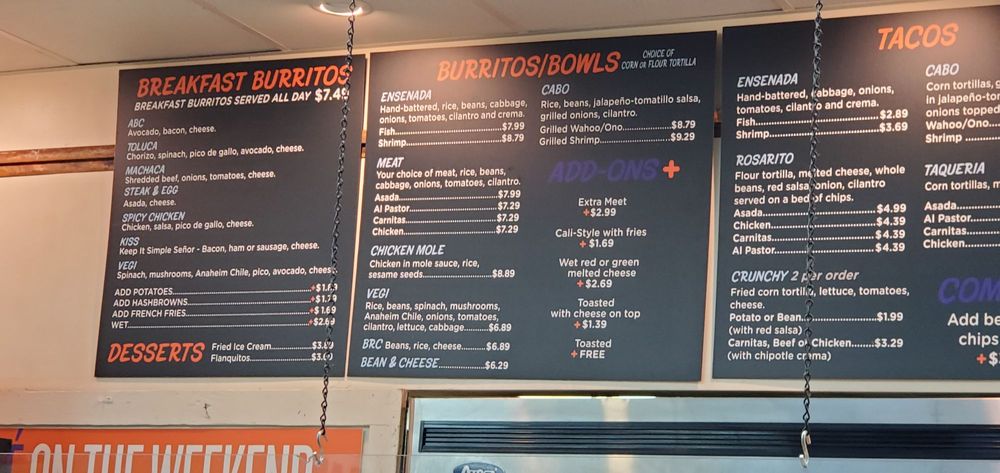 BREAKFAST BURRITOS
BREAKFAST BURRITOS SERVED ALL DAY $7.49
ABC
Avocado, bacon, cheese.
TOLUCA
Chorizo, spinach, pico de gallo, avocado, cheese.
MACHACA
Shredded beef, onions, tomatoes, cheese.
STEAK & EGG
Asada, cheese.
SPICY CHICKEN
Chicken, salsa, pico de gallo, cheese.
KISS
Keep It Simple Señor - Bacon, ham or sausage, cheese.
VEGI
Spinach, mushrooms, Anaheim Chile, pico, avocado, cheese
ADD POTATOES
ADD HASHBROWNS
ADD FRENCH FRIES +$1.69
WET +$2.69
DESSERTS
Fried Ice Cream
Flanquitos
BURRITOS/BOWLS
CHOICE OF
CORN or FLOUR TORTILLA
ENSENADA
Hand-battered, rice, beans, cabbage,
onions, tomatoes, cilantro and crema.
Fish $7.99
Shrimp $8.79
MEAT
Your choice of meat, rice, beans,
cabbage, onions, tomatoes, cilantro.
Asada $7.99
Al Pastor $7.29
Carnitas $7.29
Chicken $7.29
CHICKEN MOLE
Chicken in mole sauce, rice,
sesame seeds $8.89
VEGI
Rice, beans, spinach, mushrooms,
Anaheim Chile, onions, tomatoes,
cilantro, lettuce, cabbage $6.89
BRC Beans, rice, cheese $6.89
BEAN & CHEESE $6.29
CABO
Rice, beans, jalapeño-tomatillo salsa,
grilled onions, cilantro.
Grilled Wahoo/Ono $8.79
Grilled Shrimp $9.29
ADD-ONS +
Extra Meet
+$2.99
Cali-Style with fries
+$1.69
Wet red or green
melted cheese
+$2.69
Toasted
with cheese on top
+$1.39
Toasted
+FREE
TACOS
ENSENADA
Hand-battered, cabbage, onions,
tomatoes, cilantro and crema.
Fish $2.89
Shrimp $3.69
ROSARITO
Flour tortilla, melted cheese, whole
beans, red salsa onion, cilantro
served on a bed of chips.
Asada $4.99
Chicken $4.39
Carnitas $4.39
Al Pastor $4.39
CRUNCHY 2 per order
Fried corn tortilla, lettuce, tomatoes,
cheese.
Potato or Bean $1.99
(with red salsa)
Carnitas, Beef or Chicken $3.29
(with chipotle crema)
CABO
Corn tortillas, g
in jalapeño-to
onions topped
Wahoo/Ono
Shrimp
TAQUERIA
Corn tortillas, m
Asada
Al Pastor
Carnitas
Chicken
COM
Add be
chips
+$
ON THE WEEKEND